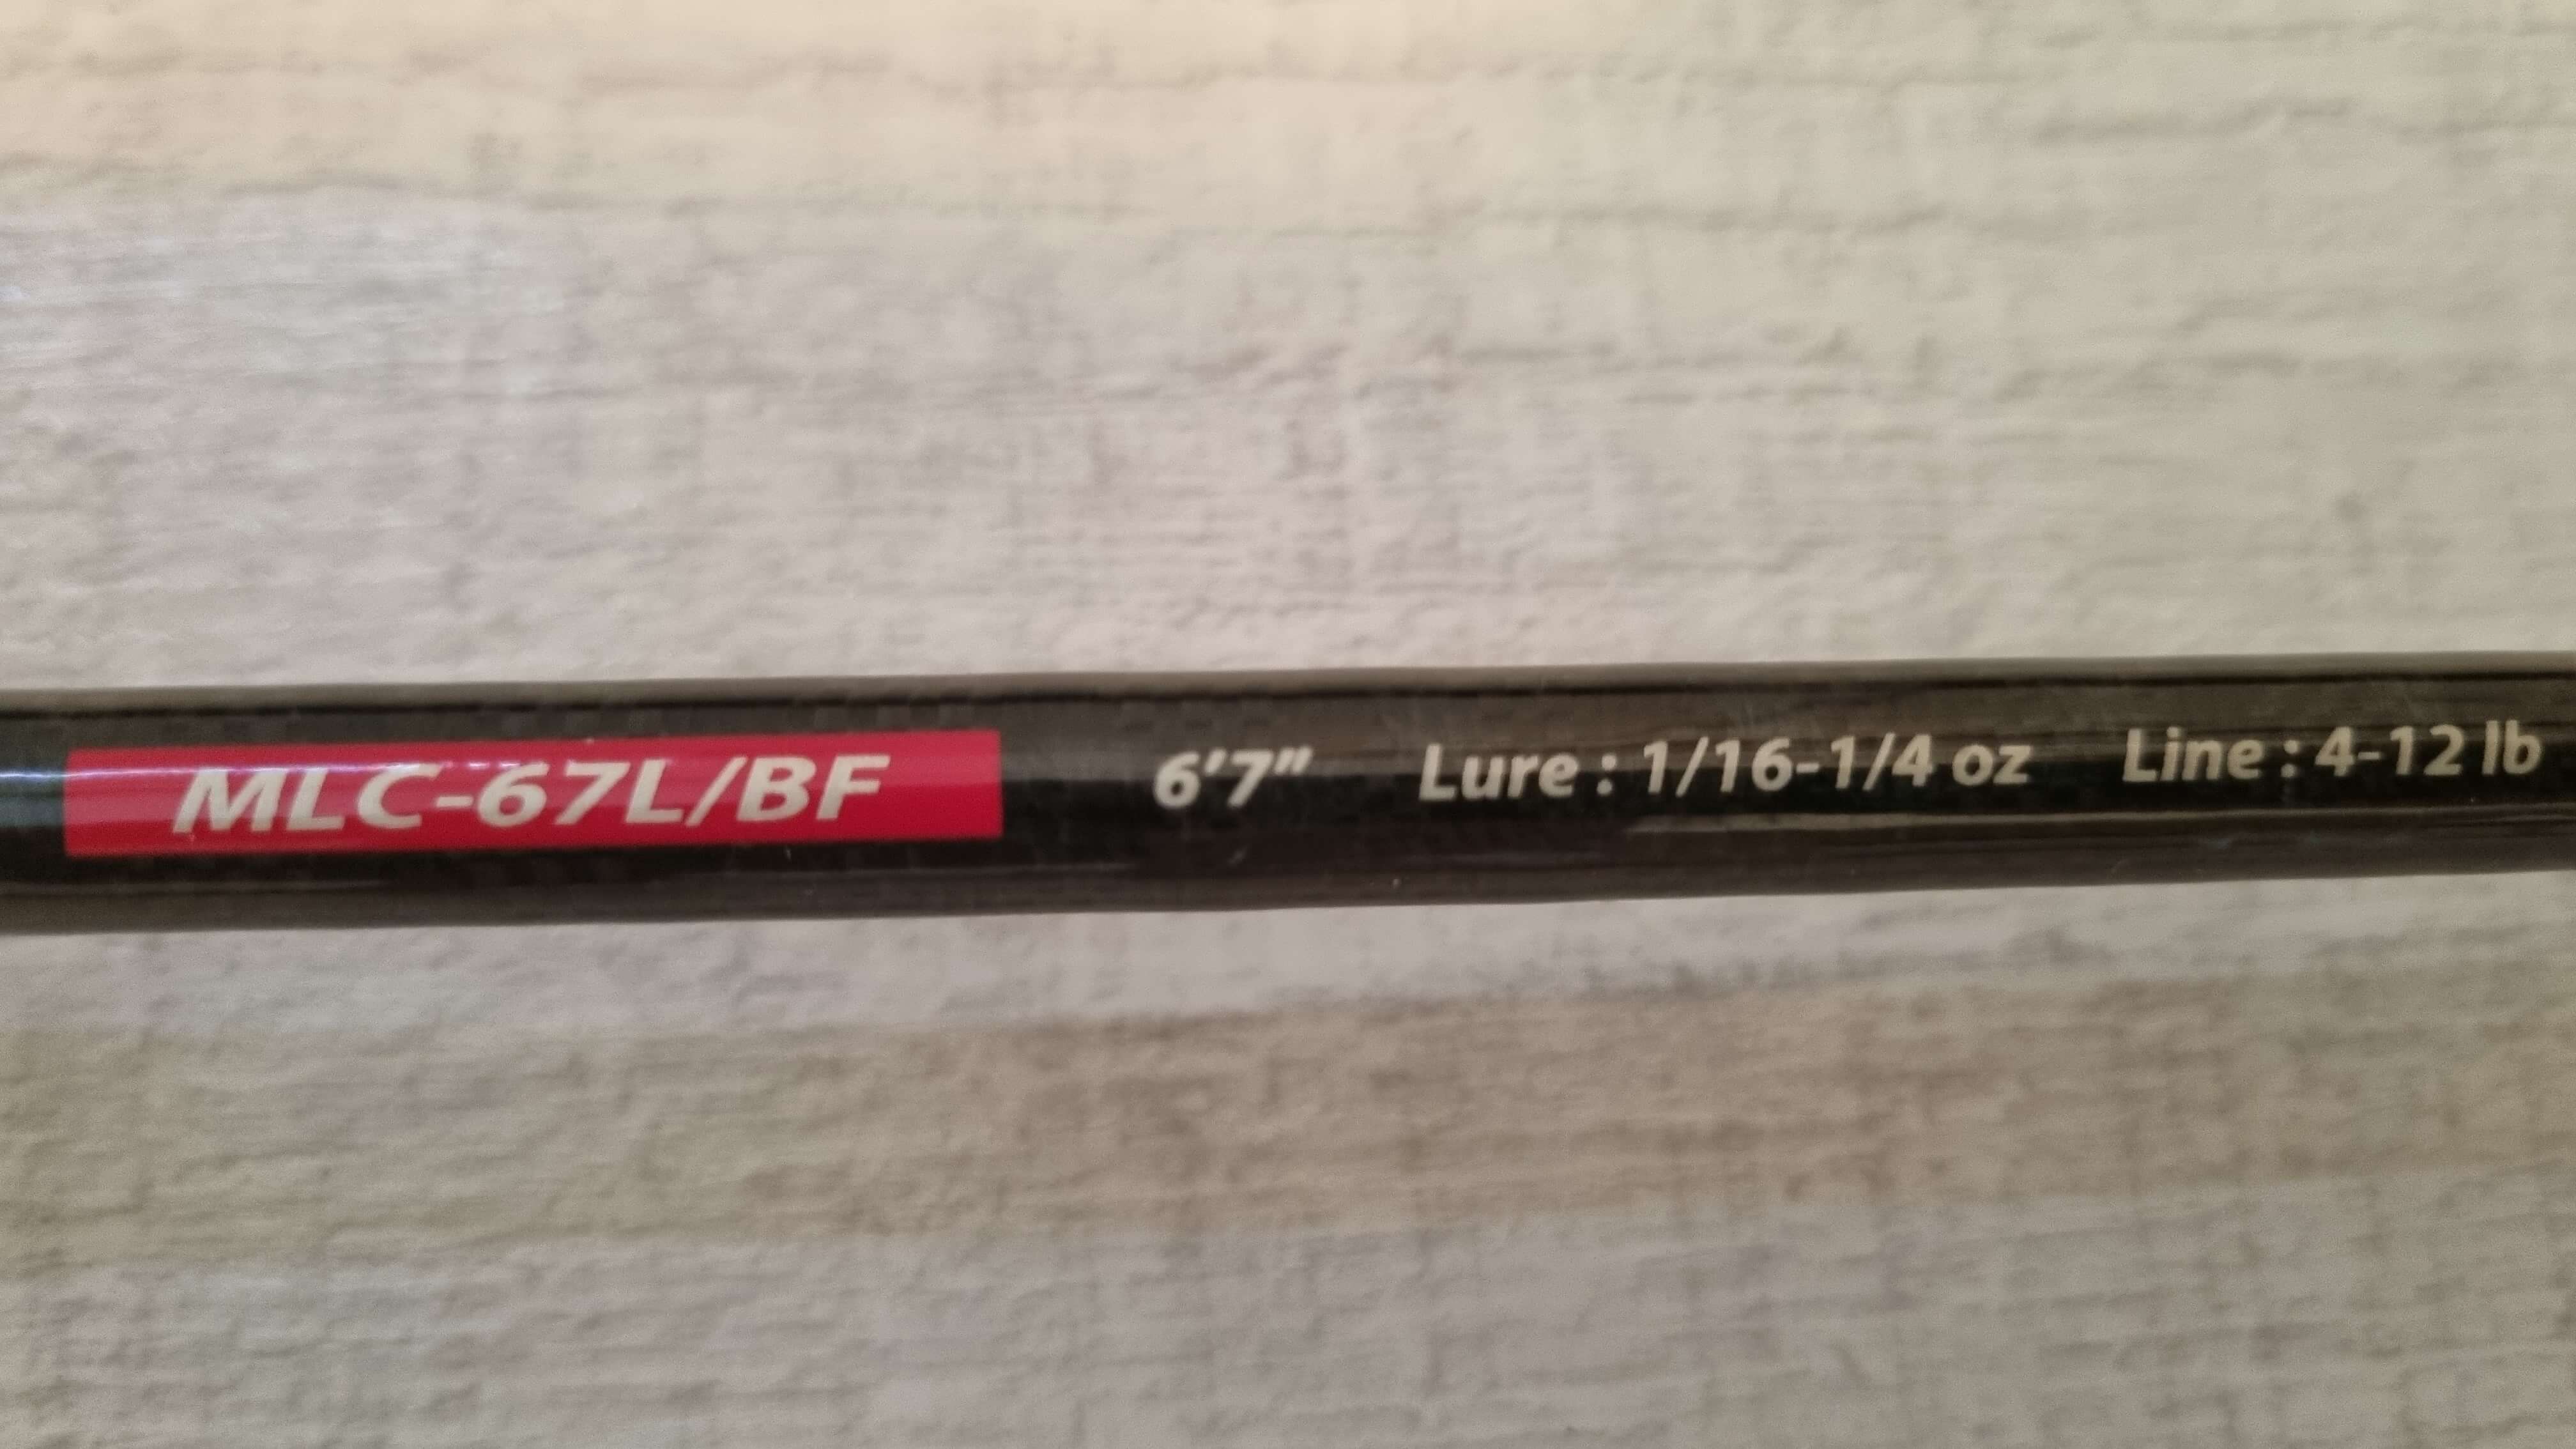 MLC-67L/BF 6'7" Lure : 1/16-1/4 oz Line : 4-12 lb